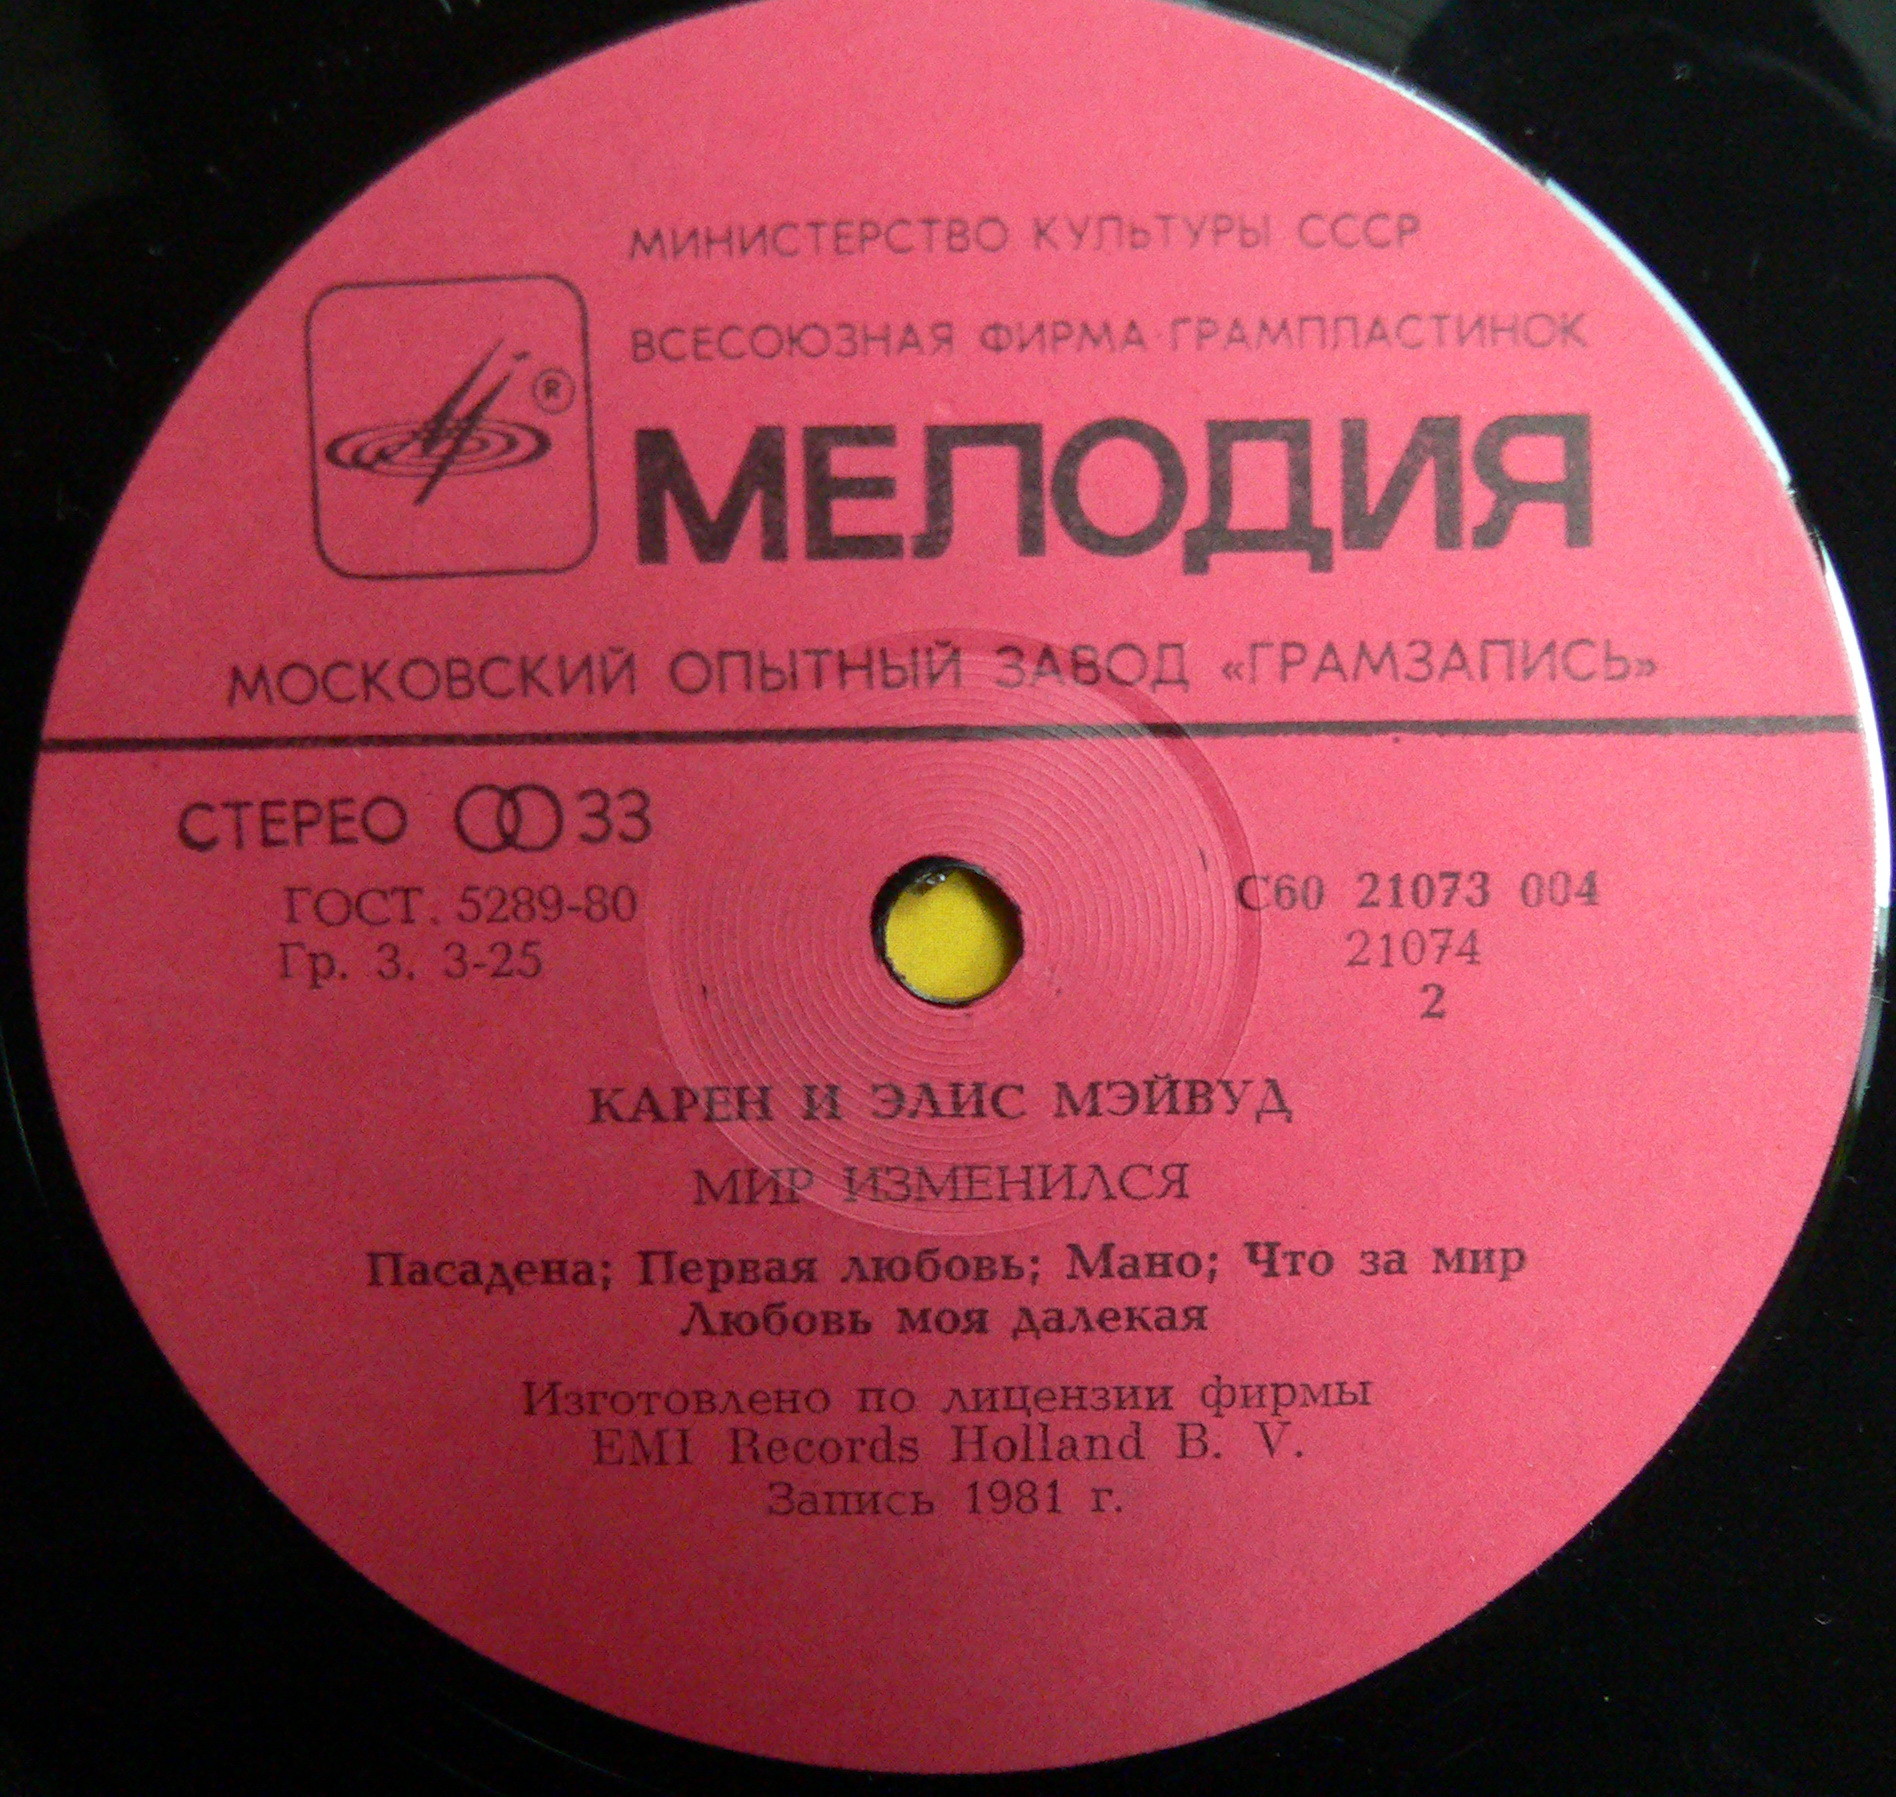 МИНИСТЕРСТВО КУЛЬТУРЫ СССР
ВСЕСОЮЗНАЯ ФИРМА ГРАМПЛАСТИНОК
®
МЕЛОДИЯ
МОСКОВСКИЙ ОПЫТНЫЙ ЗАВОД «ГРАМЗАПИСЬ»
СТЕРЕО 33
ГОСТ. 5289-80
Гр. 3. 3-25
С60 21073 004
21074
2
КАРЕН И ЭЛИС МЭЙВУД
МИР ИЗМЕНИЛСЯ
Пасадена; Первая любовь; Мано; Что за мир
Любовь моя далекая
Изготовлено по лицензии фирмы
EMI Records Holland B. V.
Запись 1981 г.